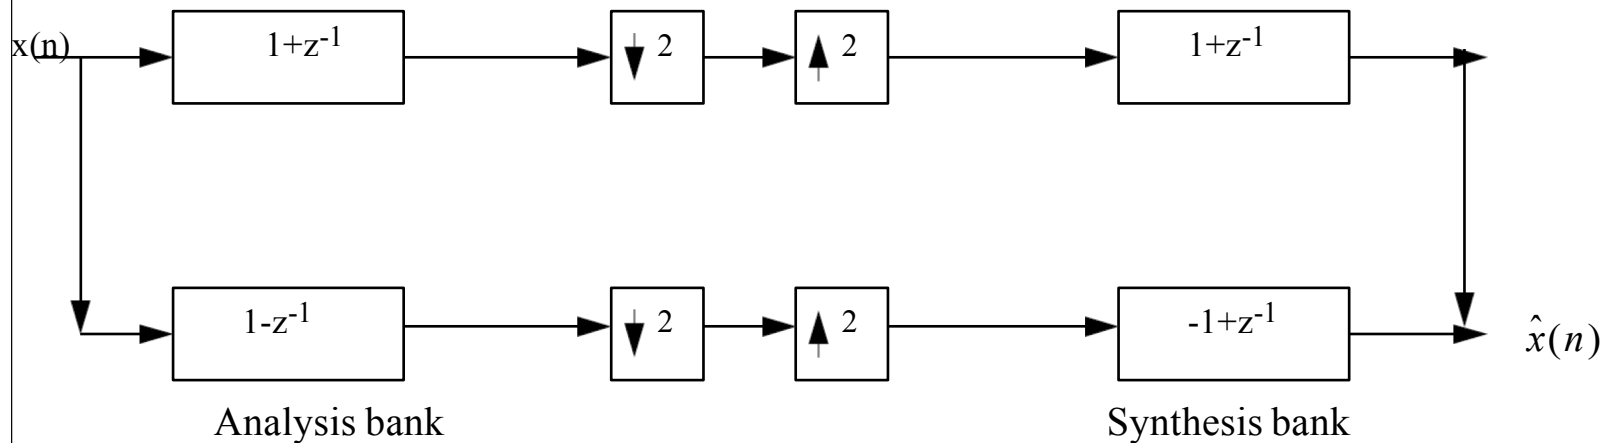 1+z⁻¹ 2 2 1+z⁻¹
x(n)
1-z⁻¹ 2 2 -1+z⁻¹
x̂(n)
Analysis bank Synthesis bank